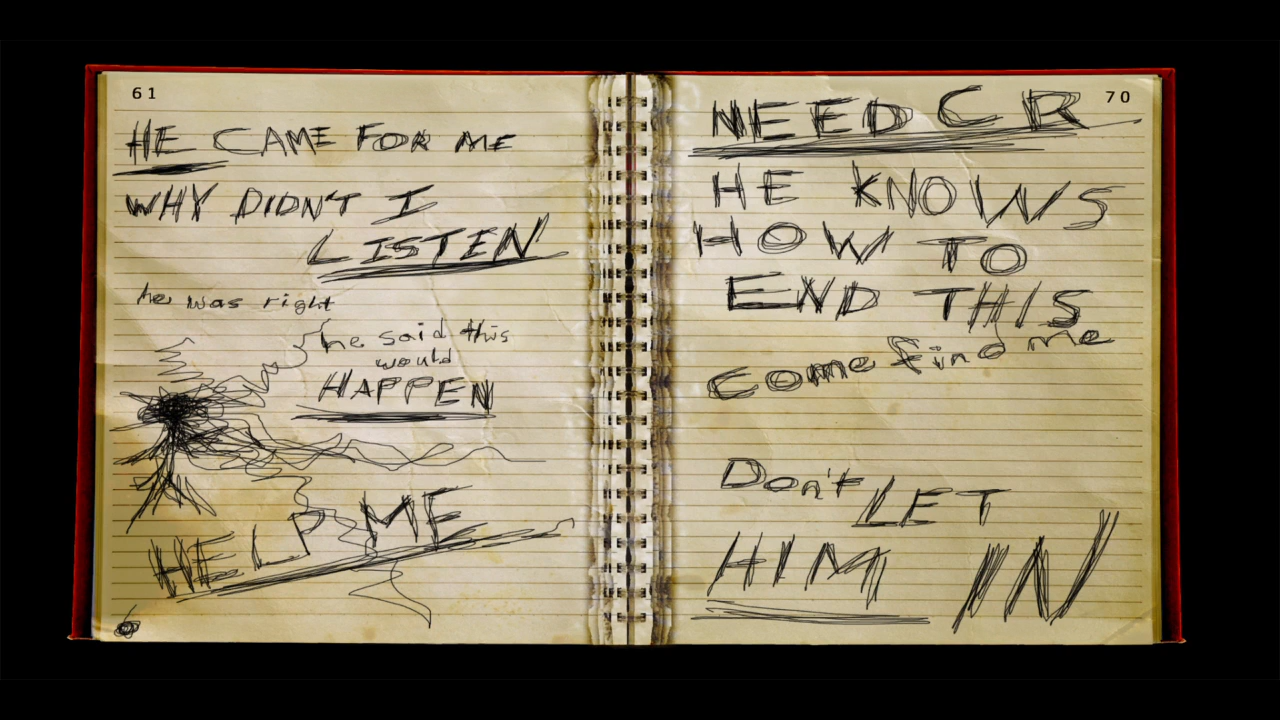 61
HE CAME FOR ME
WHY DIDN'T I
LISTEN
he was right
he said this
would
HAPPEN
HELP ME
70
NEED CR
HE KNOWS
HOW TO
END THIS
come find me
Don't LET
HIM IN